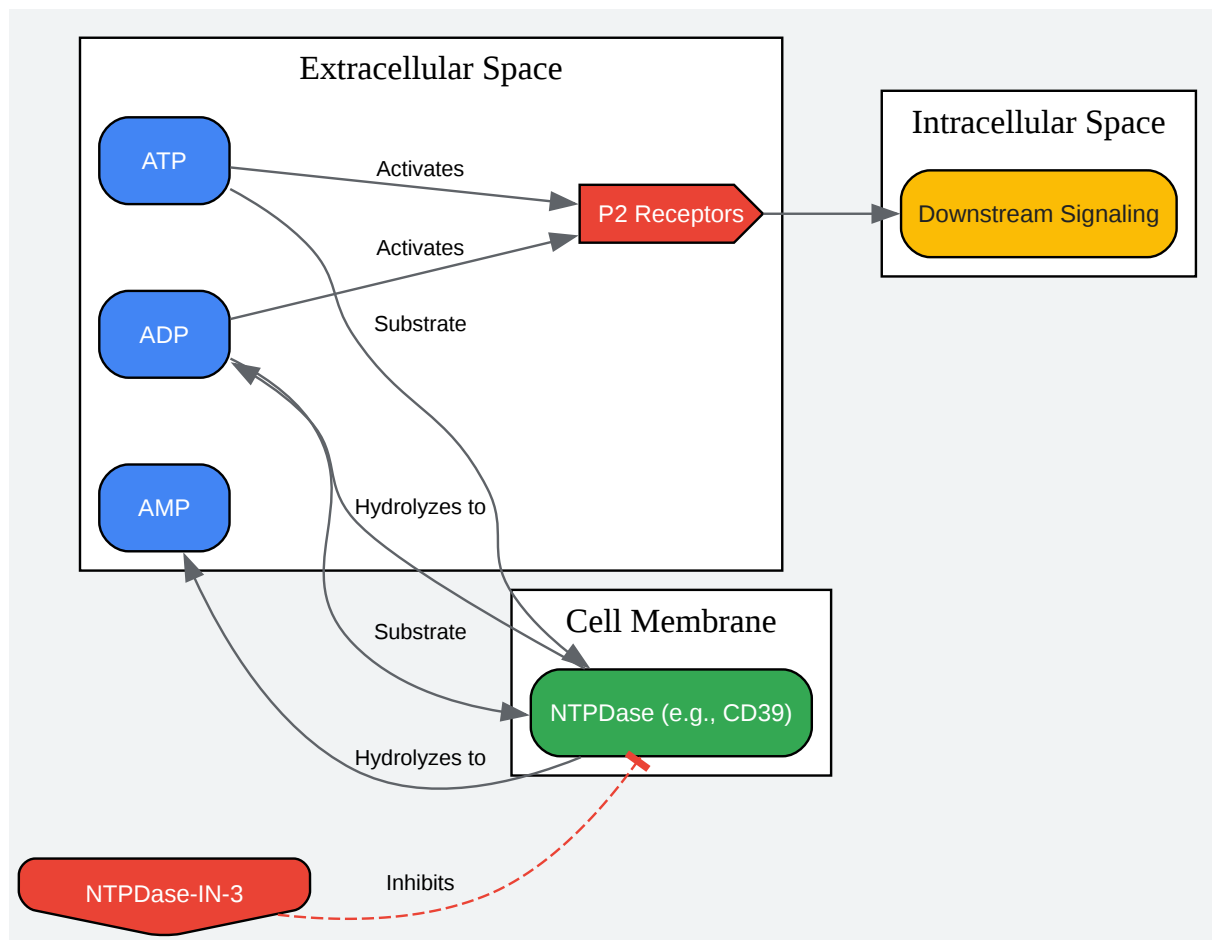 Extracellular Space
Intracellular Space
ATP
Activates
P2 Receptors
Downstream Signaling
Activates
Substrate
ADP
AMP
Hydrolyzes to
Cell Membrane
Substrate
NTPDase (e.g., CD39)
Hydrolyzes to
Inhibits
NTPDase-IN-3